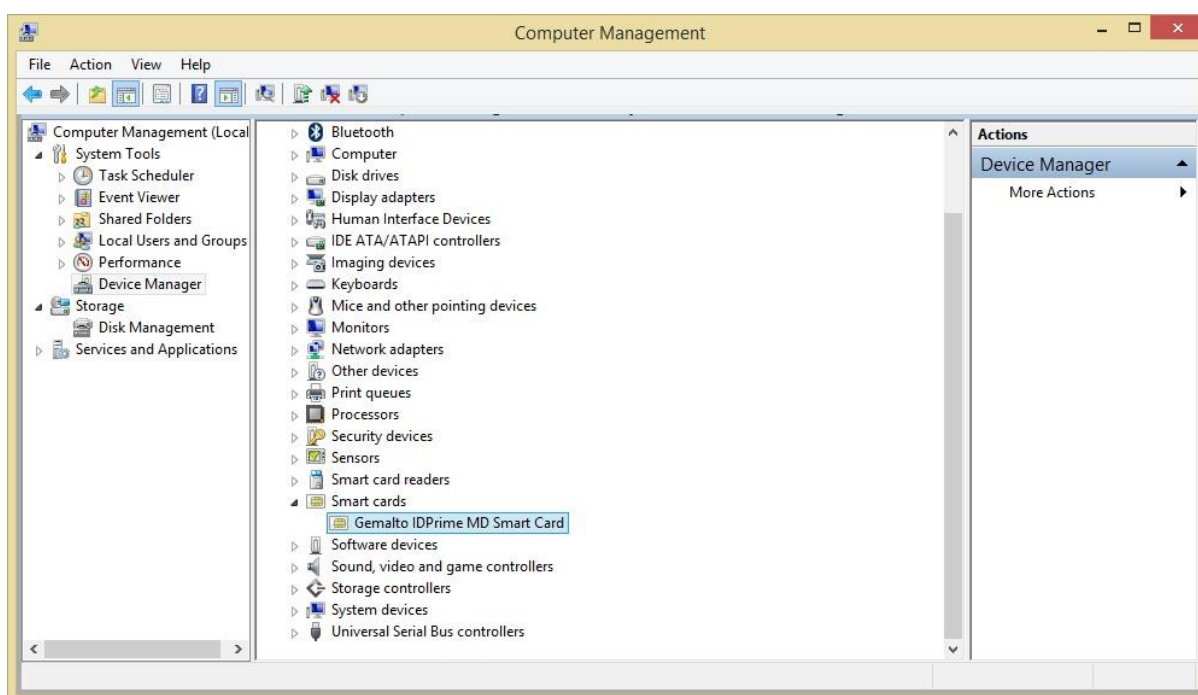 Computer Management
File Action View Help
Computer Management (Local
System Tools
Task Scheduler
Event Viewer
Shared Folders
Local Users and Groups
Performance
Device Manager
Storage
Disk Management
Services and Applications
Bluetooth
Computer
Disk drives
Display adapters
Human Interface Devices
IDE ATA/ATAPI controllers
Imaging devices
Keyboards
Mice and other pointing devices
Monitors
Network adapters
Other devices
Print queues
Processors
Security devices
Sensors
Smart card readers
Smart cards
Gemalto IDPrime MD Smart Card
Software devices
Sound, video and game controllers
Storage controllers
System devices
Universal Serial Bus controllers
Actions
Device Manager
More Actions